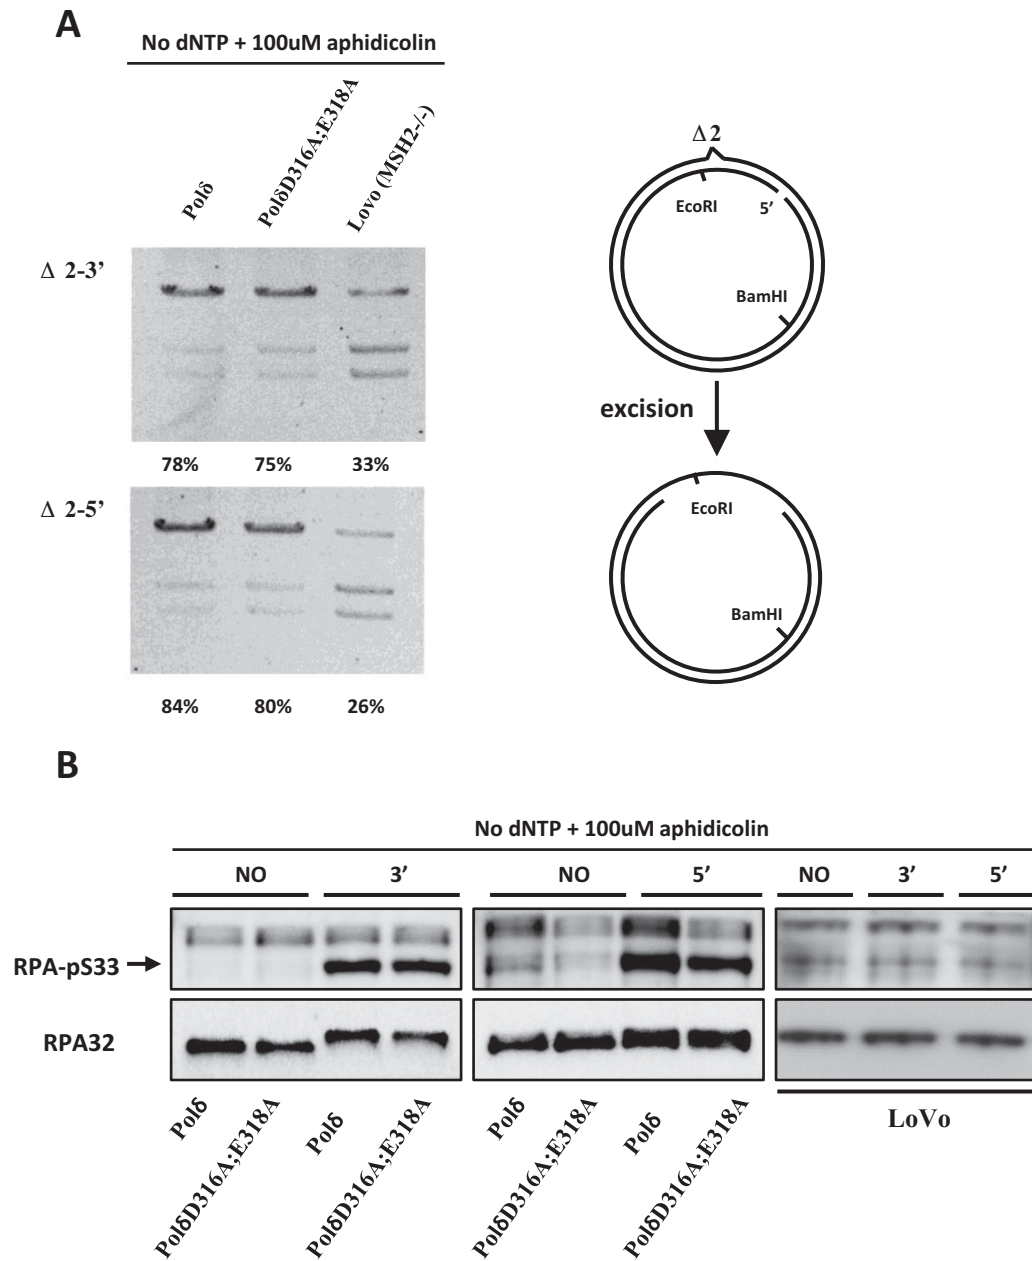 A
No dNTP + 100uM aphidicolin
Polδ
PolδD316A;E318A
Lovo (MSH2-/-)
Δ 2-3’
78%
75%
33%
Δ 2-5’
84%
80%
26%
Δ2
EcoRI
5’
BamHI
excision
EcoRI
BamHI
B
No dNTP + 100uM aphidicolin
NO
3’
NO
5’
NO
3’
5’
RPA-pS33
RPA32
Polδ
PolδD316A;E318A
Polδ
PolδD316A;E318A
Polδ
PolδD316A;E318A
Polδ
PolδD316A;E318A
LoVo